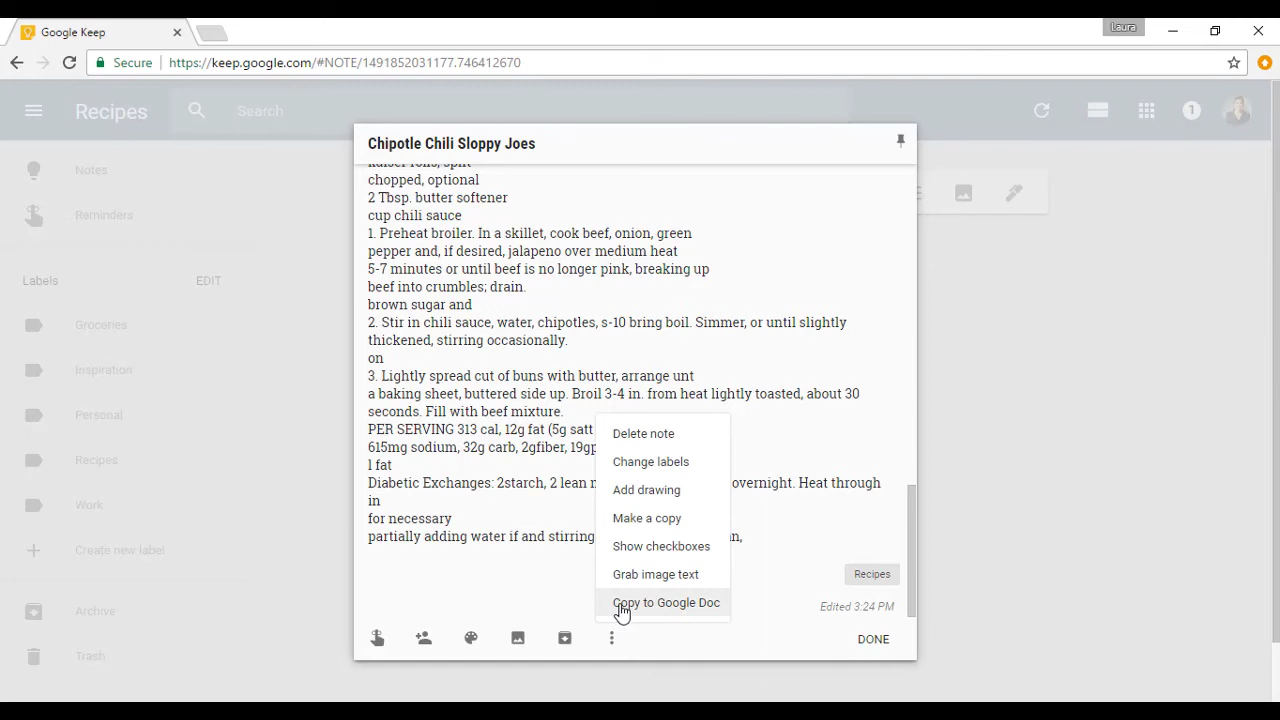 Google Keep
Laura
Secure
https://keep.google.com/#NOTE/1491852031177.746412670
Recipes
Search
1
Notes
Reminders
Labels
EDIT
Groceries
Inspiration
Personal
Recipes
Work
Create new label
Archive
Trash
Chipotle Chili Sloppy Joes
kaiser rolls, split
chopped, optional
2 Tbsp. butter softener
cup chili sauce
1. Preheat broiler. In a skillet, cook beef, onion, green
pepper and, if desired, jalapeno over medium heat
5-7 minutes or until beef is no longer pink, breaking up
beef into crumbles; drain.
brown sugar and
2. Stir in chili sauce, water, chipotles, s-10 bring boil. Simmer, or until slightly
thickened, stirring occasionally.
on
3. Lightly spread cut of buns with butter, arrange unt
a baking sheet, buttered side up. Broil 3-4 in. from heat lightly toasted, about 30
seconds. Fill with beef mixture.
PER SERVING 313 cal, 12g fat (5g satt
615mg sodium, 32g carb, 2gfiber, 19gp
l fat
Diabetic Exchanges: 2starch, 2 lean overnight. Heat through
in
for necessary
partially adding water if and stirring
Delete note
Change labels
Add drawing
Make a copy
Show checkboxes
Grab image text
Copy to Google Doc
Recipes
Edited 3:24 PM
DONE